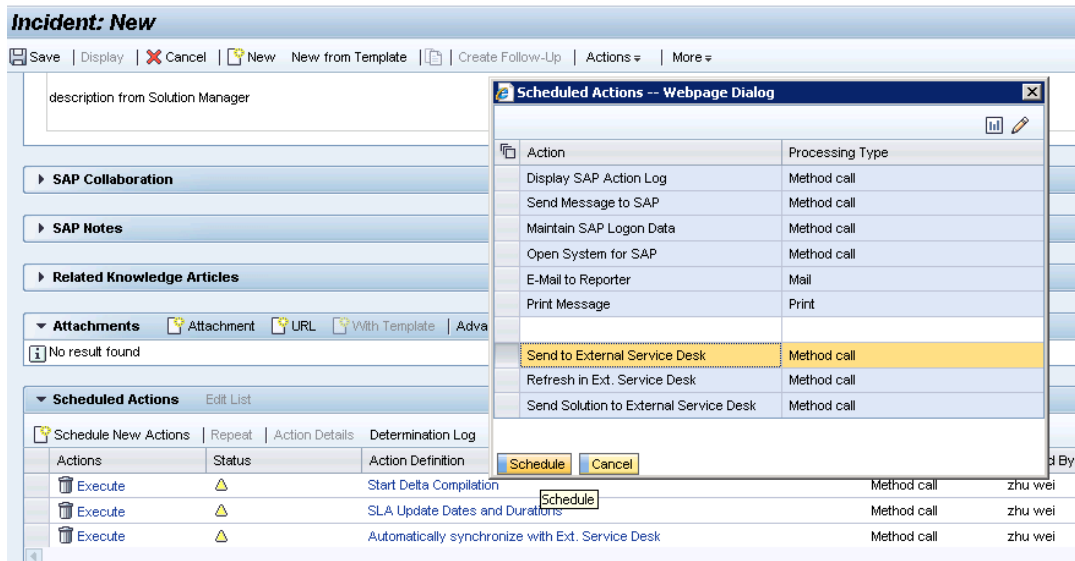 Incident: New
Save | Display | Cancel | New New from Template | Create Follow-Up | Actions | More
description from Solution Manager
SAP Collaboration
SAP Notes
Related Knowledge Articles
Attachments Attachment URL With Template | Adva
No result found
Scheduled Actions Edit List
Schedule New Actions | Repeat | Action Details Determination Log
Actions Status Action Definition d By
Execute Start Delta Compilation Method call zhu wei
Execute SLA Update Dates and Durations Method call zhu wei
Execute Automatically synchronize with Ext. Service Desk Method call zhu wei
Scheduled Actions -- Webpage Dialog
Action Processing Type
Display SAP Action Log Method call
Send Message to SAP Method call
Maintain SAP Logon Data Method call
Open System for SAP Method call
E-Mail to Reporter Mail
Print Message Print
Send to External Service Desk Method call
Refresh in Ext. Service Desk Method call
Send Solution to External Service Desk Method call
Schedule Cancel
Schedule